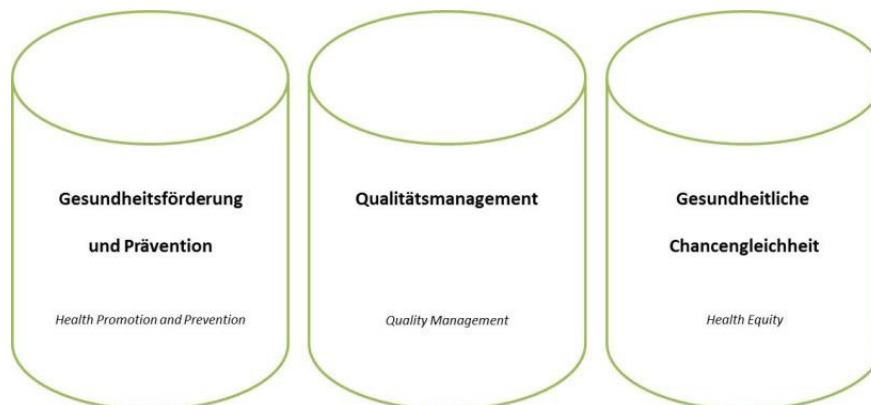 Gesundheitsförderung
und Prävention
Health Promotion and Prevention
Qualitätsmanagement
Quality Management
Gesundheitliche
Chancengleichheit
Health Equity